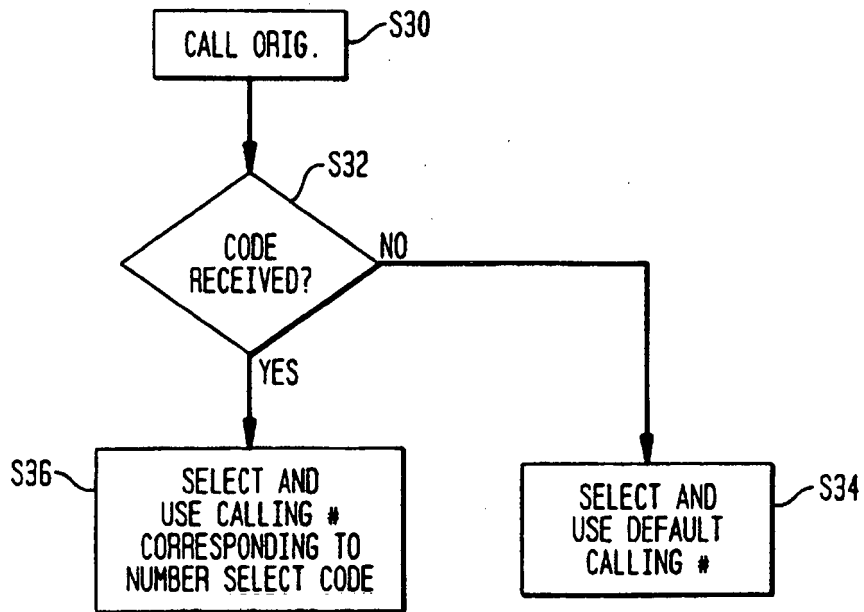 CALL ORIG.
S30
S32
CODE
RECEIVED?
NO
YES
S36
SELECT AND
USE CALLING #
CORRESPONDING TO
NUMBER SELECT CODE
SELECT AND
USE DEFAULT
CALLING #
S34